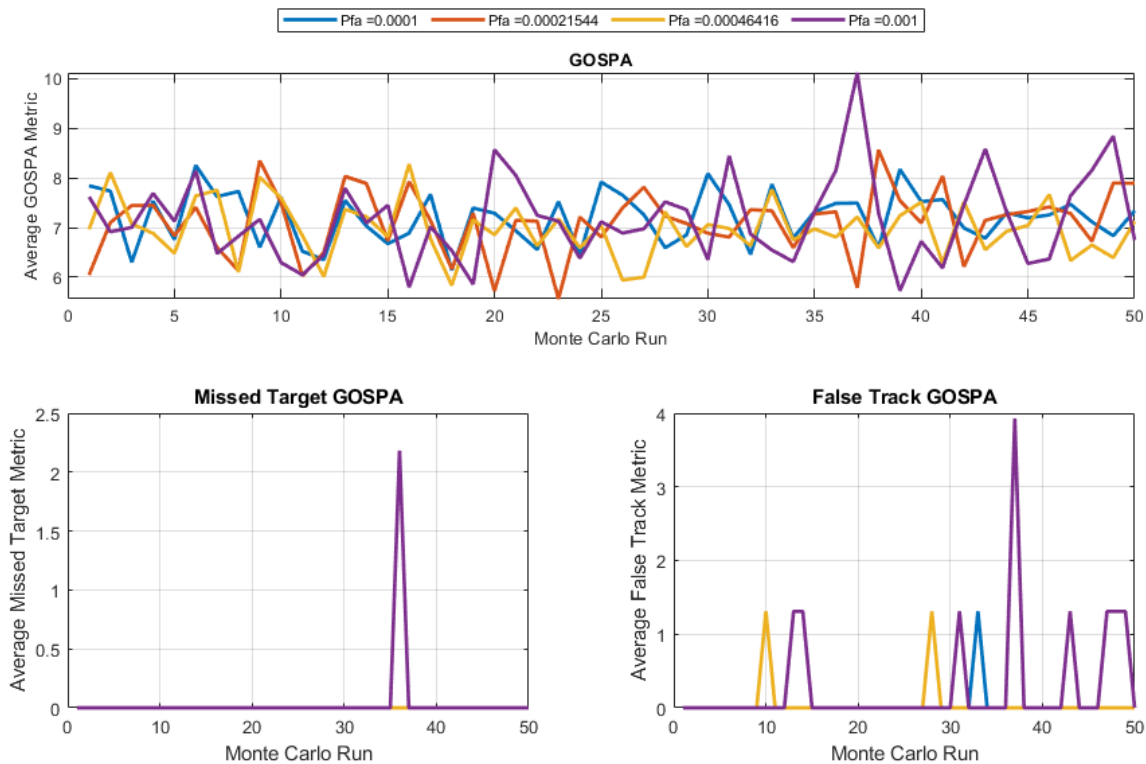 Pfa =0.0001 Pfa =0.00021544 Pfa =0.00046416 Pfa =0.001
GOSPA
Average GOSPA Metric
10
9
8
7
6
0 5 10 15 20 25 30 35 40 45 50
Monte Carlo Run
Missed Target GOSPA
Average Missed Target Metric
2.5
2
1.5
1
0.5
0
0 10 20 30 40 50
Monte Carlo Run
False Track GOSPA
Average False Track Metric
4
3
2
1
0
0 10 20 30 40 50
Monte Carlo Run